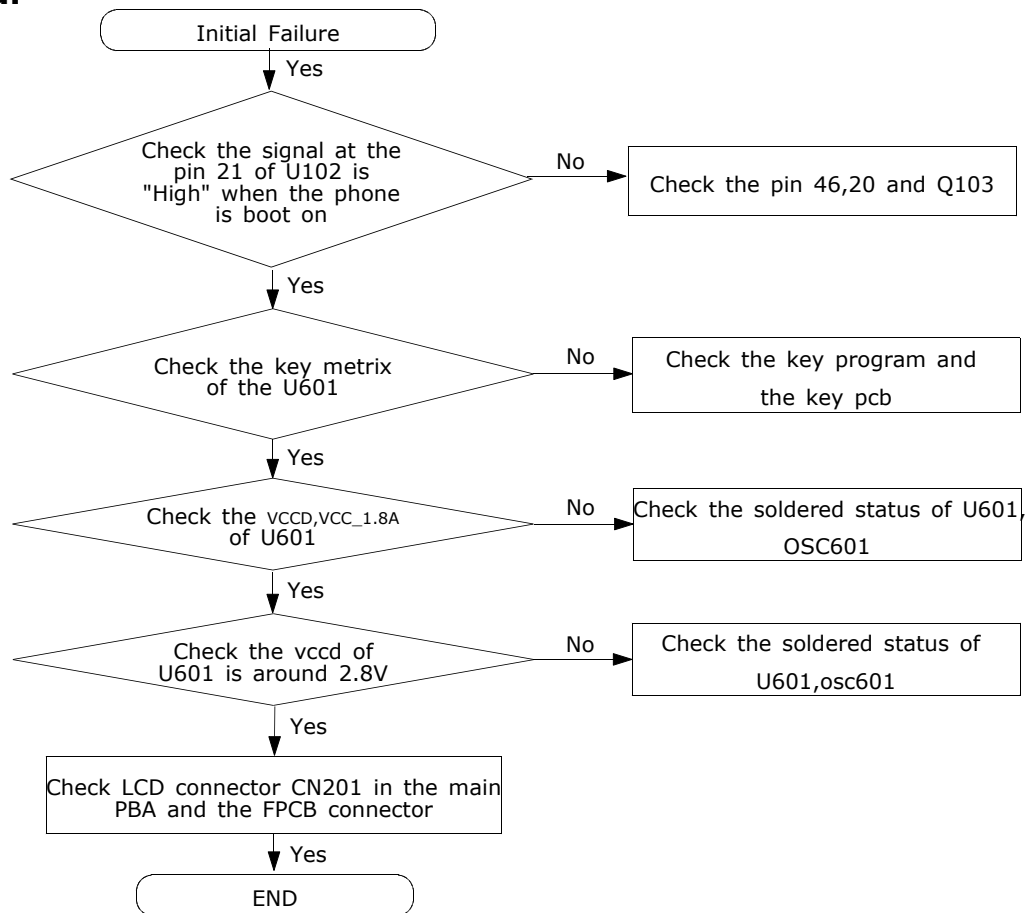 Initial Failure
Yes
Check the signal at the
pin 21 of U102 is
"High" when the phone
is boot on
No
Check the pin 46,20 and Q103
Yes
Check the key metrix
of the U601
No
Check the key program and
the key pcb
Yes
Check the VCCD,VCC_1.8A
of U601
No
Check the soldered status of U601,
OSC601
Yes
Check the vccd of
U601 is around 2.8V
No
Check the soldered status of
U601,osc601
Yes
Check LCD connector CN201 in the main
PBA and the FPCB connector
Yes
END